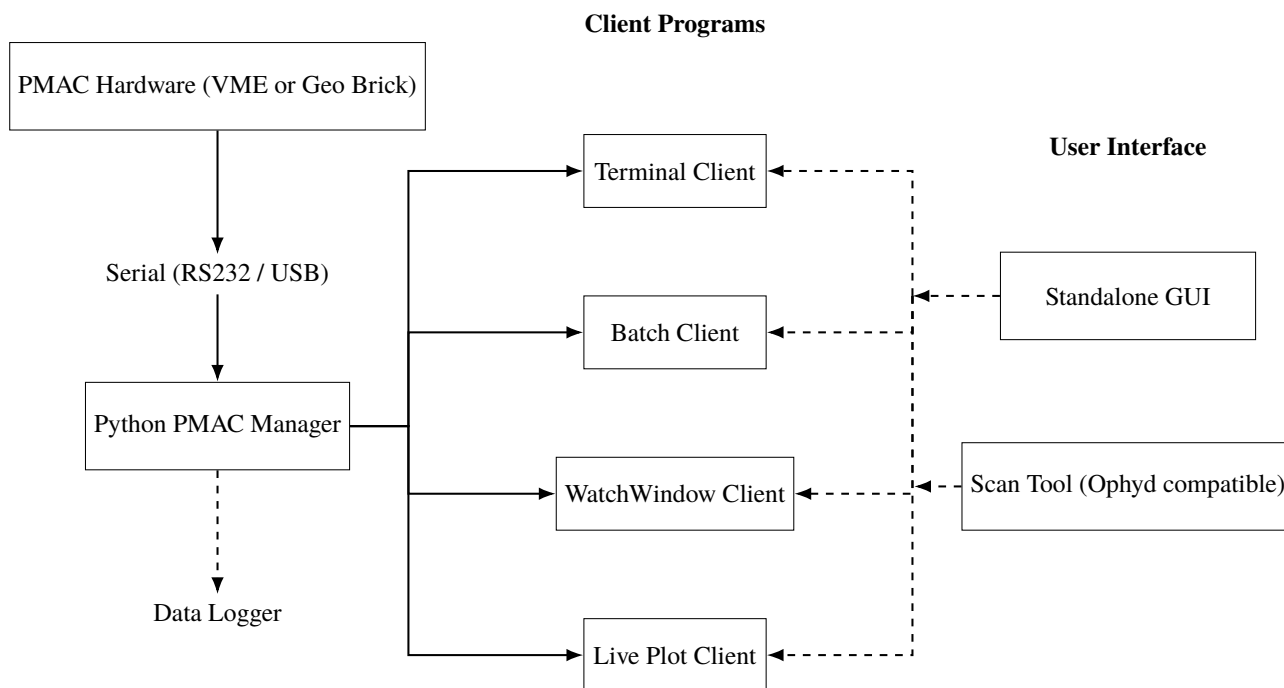 Client Programs
PMAC Hardware (VME or Geo Brick)
User Interface
Terminal Client
Serial (RS232 / USB)
Standalone GUI
Batch Client
Python PMAC Manager
WatchWindow Client
Scan Tool (Ophyd compatible)
Data Logger
Live Plot Client